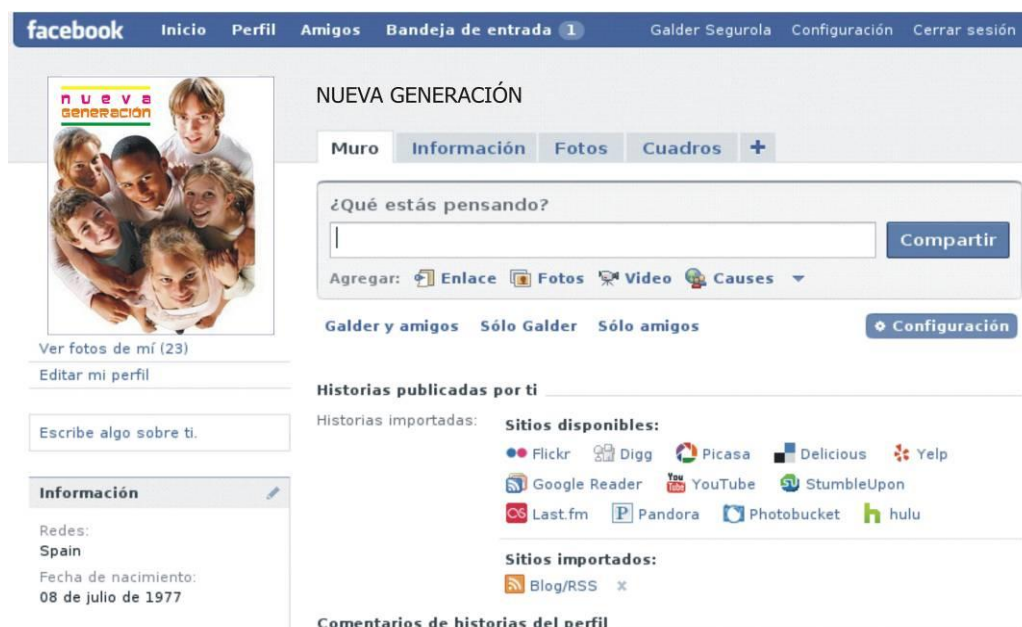 facebook Inicio Perfil Amigos Bandeja de entrada 1 Galder Segurola Configuración Cerrar sesión
nueva
Generación
NUEVA GENERACIÓN
Muro Información Fotos Cuadros +
¿Qué estás pensando?
Compartir
Agregar: Enlace Fotos Video Causes
Galder y amigos Sólo Galder Sólo amigos Configuración
Ver fotos de mí (23)
Editar mi perfil
Escribe algo sobre ti.
Información
Redes:
Spain
Fecha de nacimiento:
08 de julio de 1977
Historias publicadas por ti
Historias importadas: Sitios disponibles:
Flickr Digg Picasa Delicious Yelp
Google Reader You Tube YouTube StumbleUpon
Last.fm P Pandora Photobucket h hulu
Sitios importados:
Blog/RSS x
Comentarios de historias del perfil